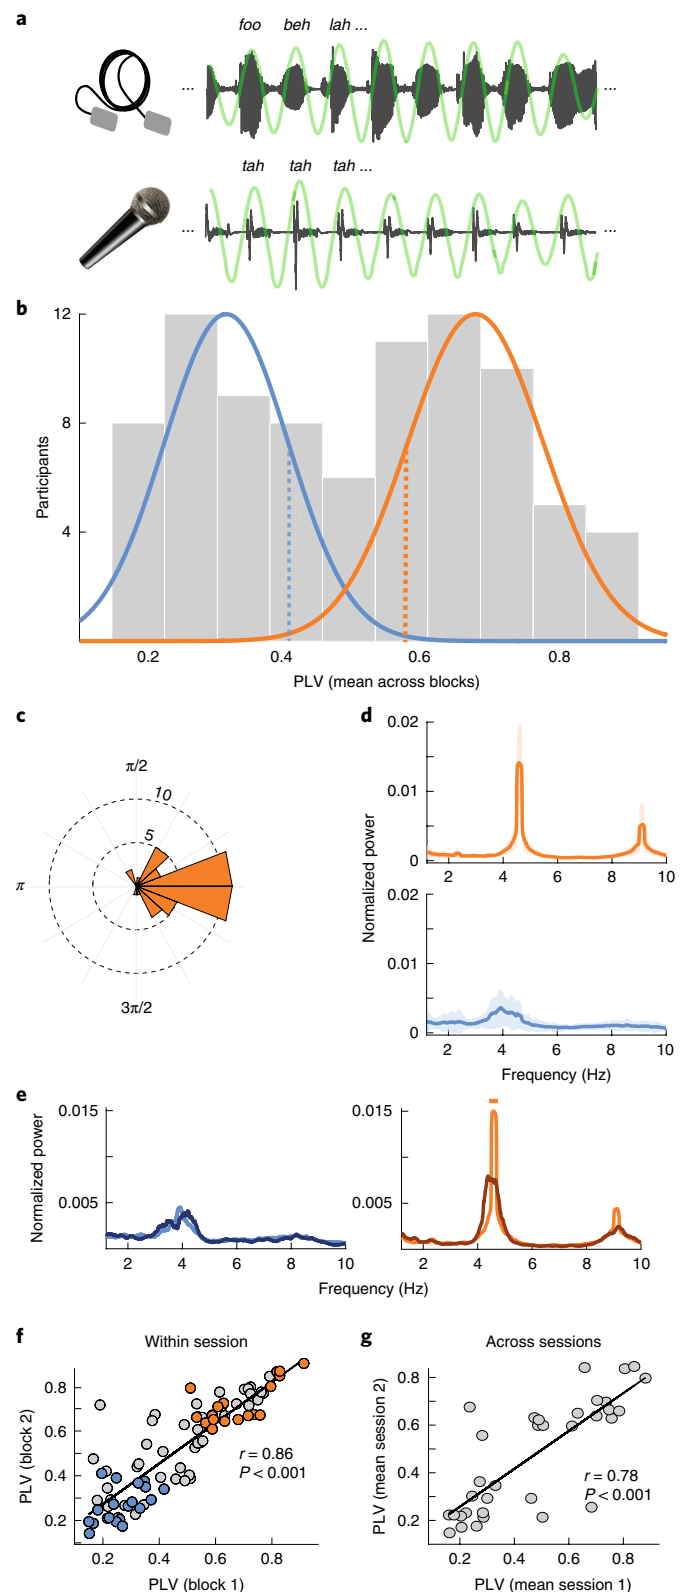 a
foo beh lah ...
... ...
tah tah tah ...
... ...
b
12
8
4
Participants
0.2 0.4 0.6 0.8
PLV (mean across blocks)
c
π/2
10
5
π
3π/2
d
0.02
0.01
0
Normalized power
0.02
0.01
0
2 4 6 8 10
Frequency (Hz)
e
0.015
0.005
Normalized power
2 4 6 8 10
0.015
0.005
2 4 6 8 10
Frequency (Hz)
f
Within session
0.8
0.6
0.4
0.2
PLV (block 2)
r = 0.86
P < 0.001
0.2 0.4 0.6 0.8
PLV (block 1)
g
Across sessions
0.8
0.6
0.4
0.2
PLV (mean session 2)
r = 0.78
P < 0.001
0.2 0.4 0.6 0.8
PLV (mean session 1)